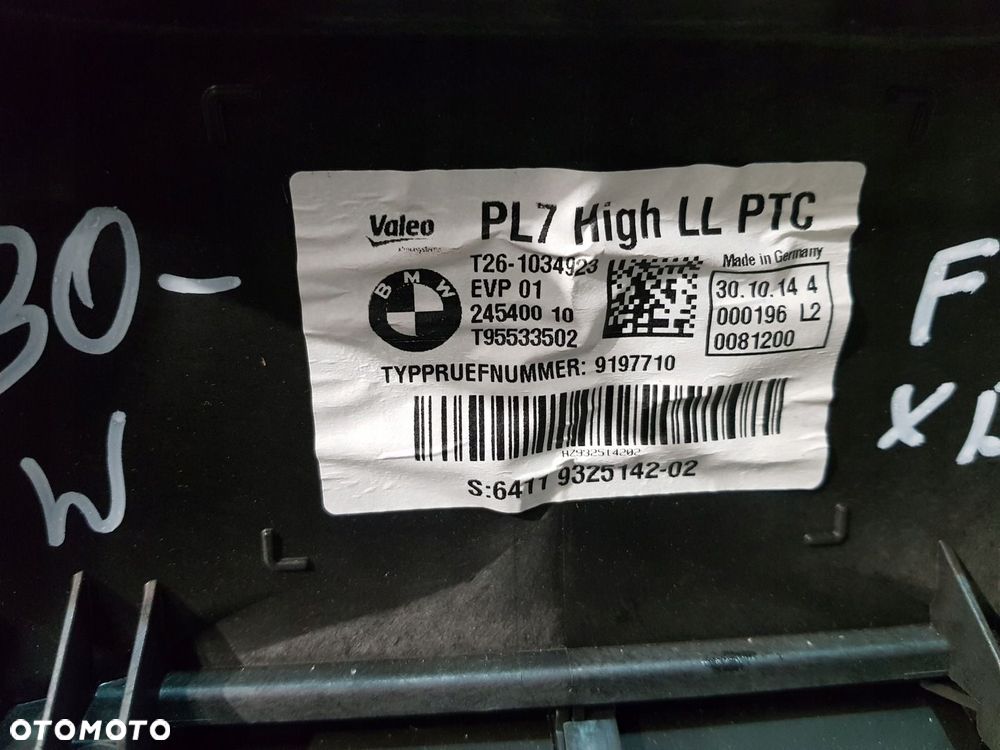 Valeo
PL7 High LL PTC
T26-1034923
EVP 01
245400 10
T95533502
BMW
Made in Germany
30.10.14 4
000196 L2
0081200
TYPPRUEFNUMMER: 9197710
HZ932514202
S:6411 9325142-02
30-
W
F
X
OTOMOTO